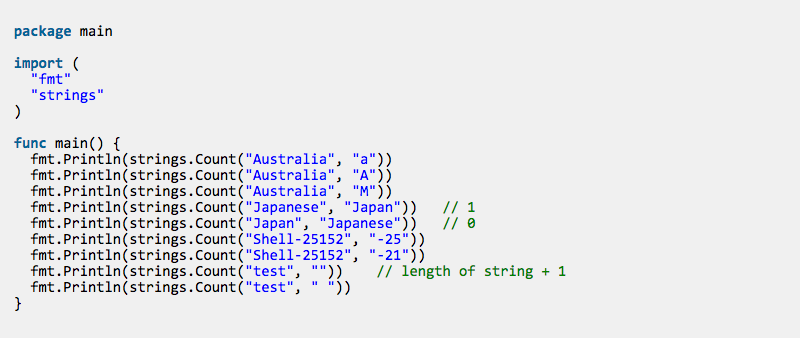 package main

import (
  "fmt"
  "strings"
)

func main() {
  fmt.Println(strings.Count("Australia", "a"))
  fmt.Println(strings.Count("Australia", "A"))
  fmt.Println(strings.Count("Australia", "M"))
  fmt.Println(strings.Count("Japanese", "Japan"))   // 1
  fmt.Println(strings.Count("Japan", "Japanese"))   // 0
  fmt.Println(strings.Count("Shell-25152", "-25"))
  fmt.Println(strings.Count("Shell-25152", "-21"))
  fmt.Println(strings.Count("test", ""))    // length of string + 1
  fmt.Println(strings.Count("test", " "))
}